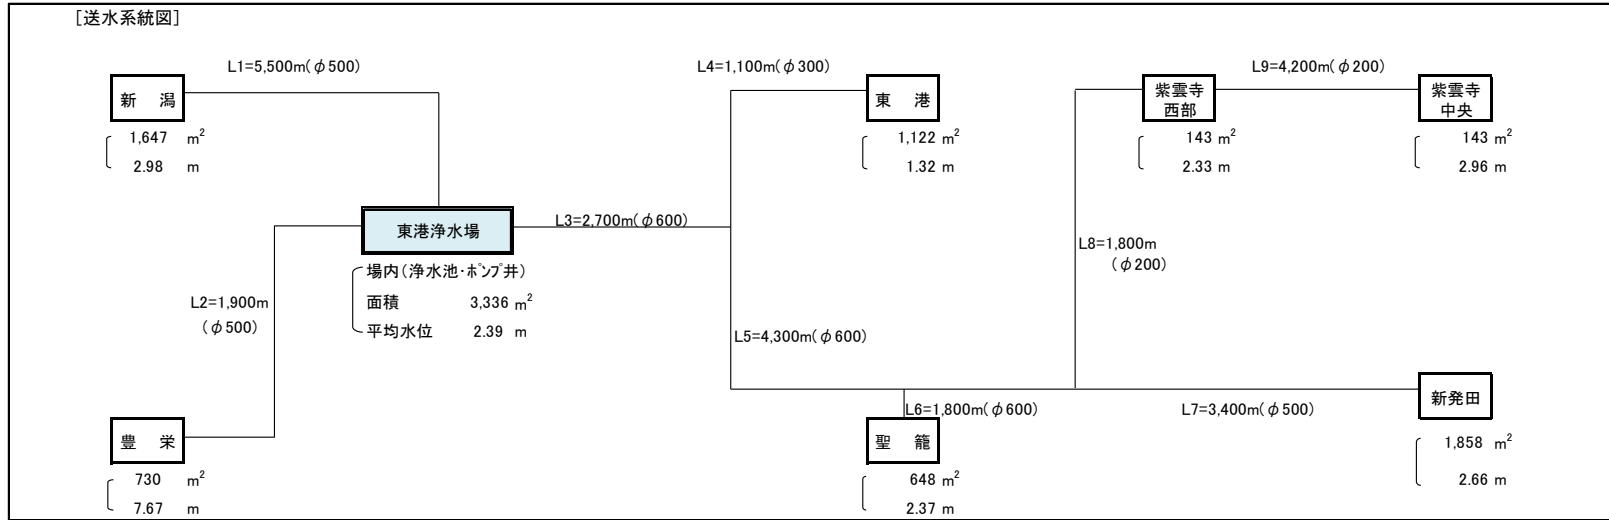 [送水系統図]
L1=5,500m(φ500)
L4=1,100m(φ300)
L9=4,200m(φ200)
新 潟
1,647 m²
2.98 m
東 港
1,122 m²
1.32 m
紫雲寺
西部
143 m²
2.33 m
紫雲寺
中央
143 m²
2.96 m
東港浄水場
L3=2,700m(φ600)
場内(浄水池・ポンプ井)
面積 3,336 m²
平均水位 2.39 m
L8=1,800m
(φ200)
L2=1,900m
(φ500)
L5=4,300m(φ600)
L6=1,800m(φ600)
L7=3,400m(φ500)
豊 栄
730 m²
7.67 m
聖 籠
648 m²
2.37 m
新発田
1,858 m²
2.66 m